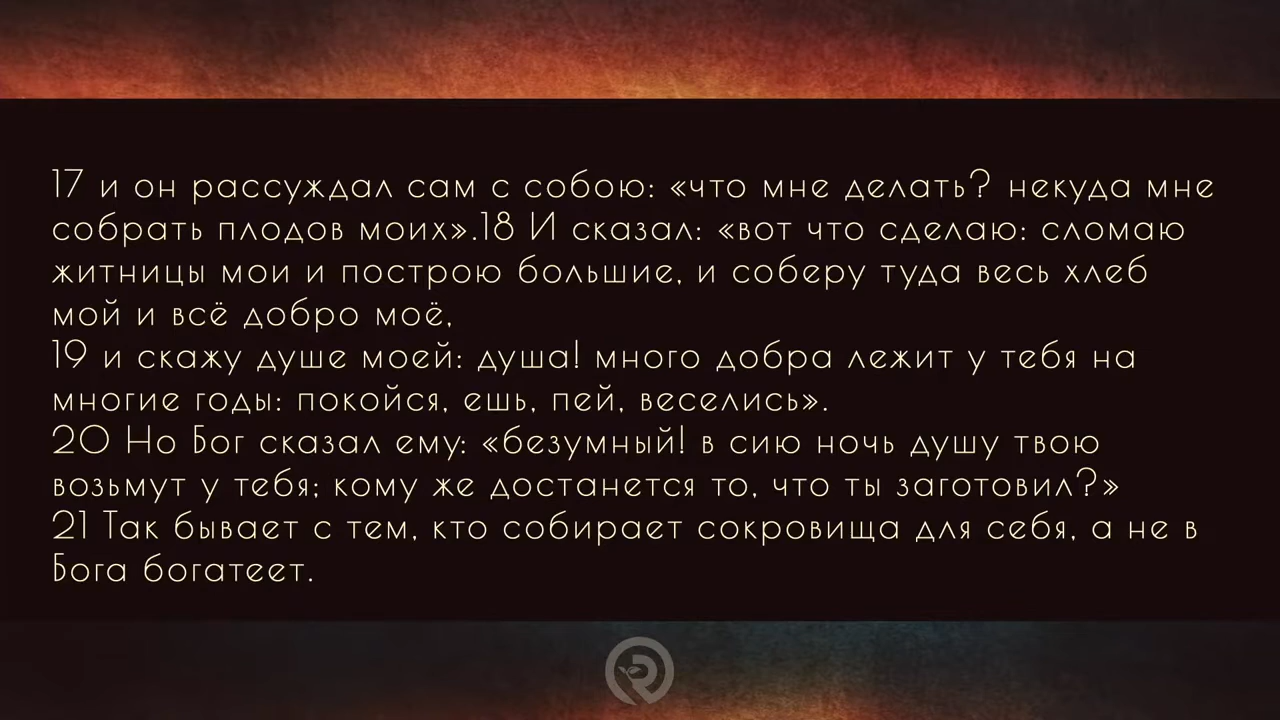 17 и он рассуждал сам с собою: «что мне делать? некуда мне
собрать плодов моих».18 И сказал: «вот что сделаю: сломаю
житницы мои и построю большие, и соберу туда весь хлеб
мой и всё добро моё,
19 и скажу душе моей: душа! много добра лежит у тебя на
многие годы: покойся, ешь, пей, веселись».
20 Но Бог сказал ему: «безумный! в сию ночь душу твою
возьмут у тебя; кому же достанется то, что ты заготовил?»
21 Так бывает с тем, кто собирает сокровища для себя, а не в
Бога богатеет.